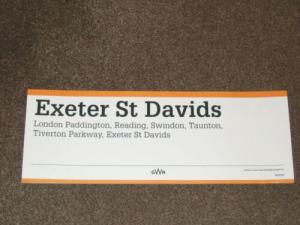 Exeter St Davids
London Paddington, Reading, Swindon, Taunton,
Tiverton Parkway, Exeter St Davids
GWR